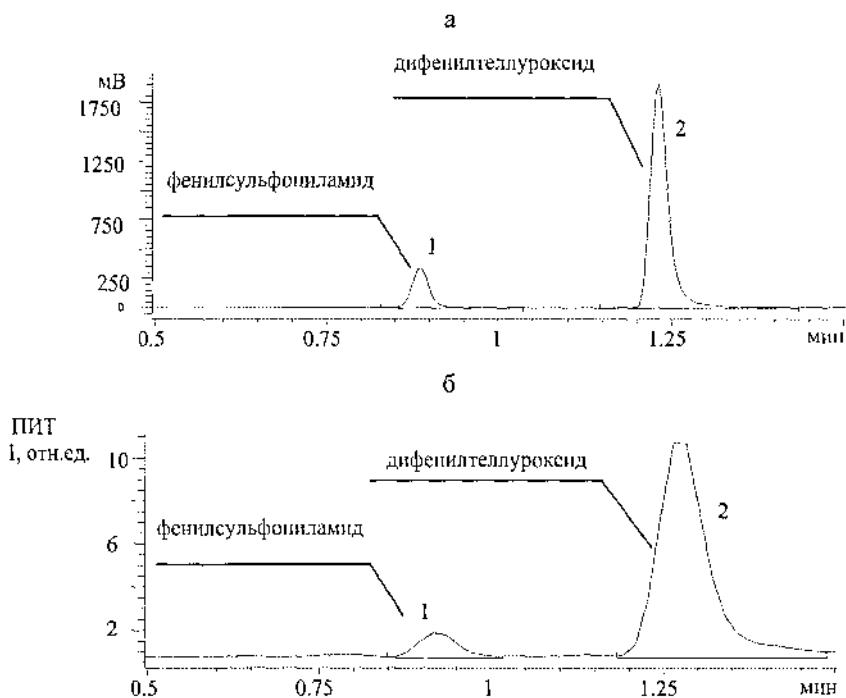 а
мВ
1750
1250
750
250
0
дифенилтеллуроксид
2
фенилсульфониламид
1
0.5 0.75 1 1.25 мин
б
ПИТ
I, отн.ед.
10
6
2
дифенилтеллуроксид
2
фенилсульфониламид
1
0.5 0.75 1 1.25 мин